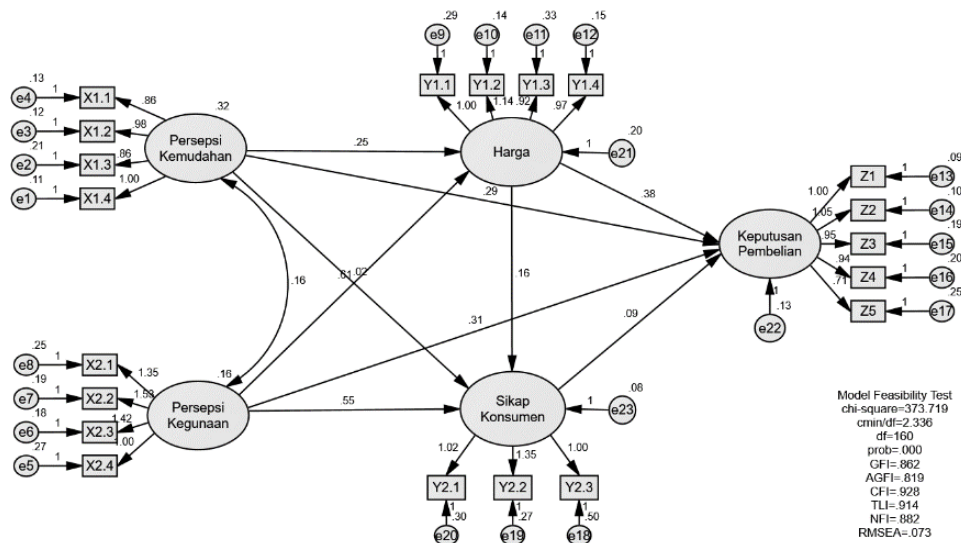 .29 .14 .33 .15
e9 e10 e11 e12
1 1 1 1
Y1.1 Y1.2 Y1.3 Y1.4
1.00 1.14 .92 .97
.13
e4 1 X1.1 .86
.12
e3 1 X1.2 .98
.21
e2 1 X1.3 .86
.11
e1 1 X1.4 1.00
.32
Persepsi
Kemudahan
.25
Harga
.20
1 e21
.29
.38
.61
.02
.16
.16
.31
.09
.55
Keputusan
Pembelian
1
.13
e22
1.00 Z1 1 e13 .09
1.05 Z2 1 e14 .10
.95 Z3 1 e15 .19
.94 Z4 1 e16 .20
.71 Z5 1 e17 .25
.25
e8 1 X2.1 1.35
.19
e7 1 X2.2 1.53
.18
e6 1 X2.3 1.42
.27
e5 1 X2.4 1.00
.16
Persepsi
Kegunaan
Sikap
Konsumen
.08
1 e23
1.02 1.35 1.00
Y2.1 Y2.2 Y2.3
1 1 1
.30 .27 .50
e20 e19 e18
Model Feasibility Test
chi-square=373.719
cmin/df=2.336
df=160
prob=.000
GFI=.862
AGFI=.819
CFI=.928
TLI=.914
NFI=.882
RMSEA=.073